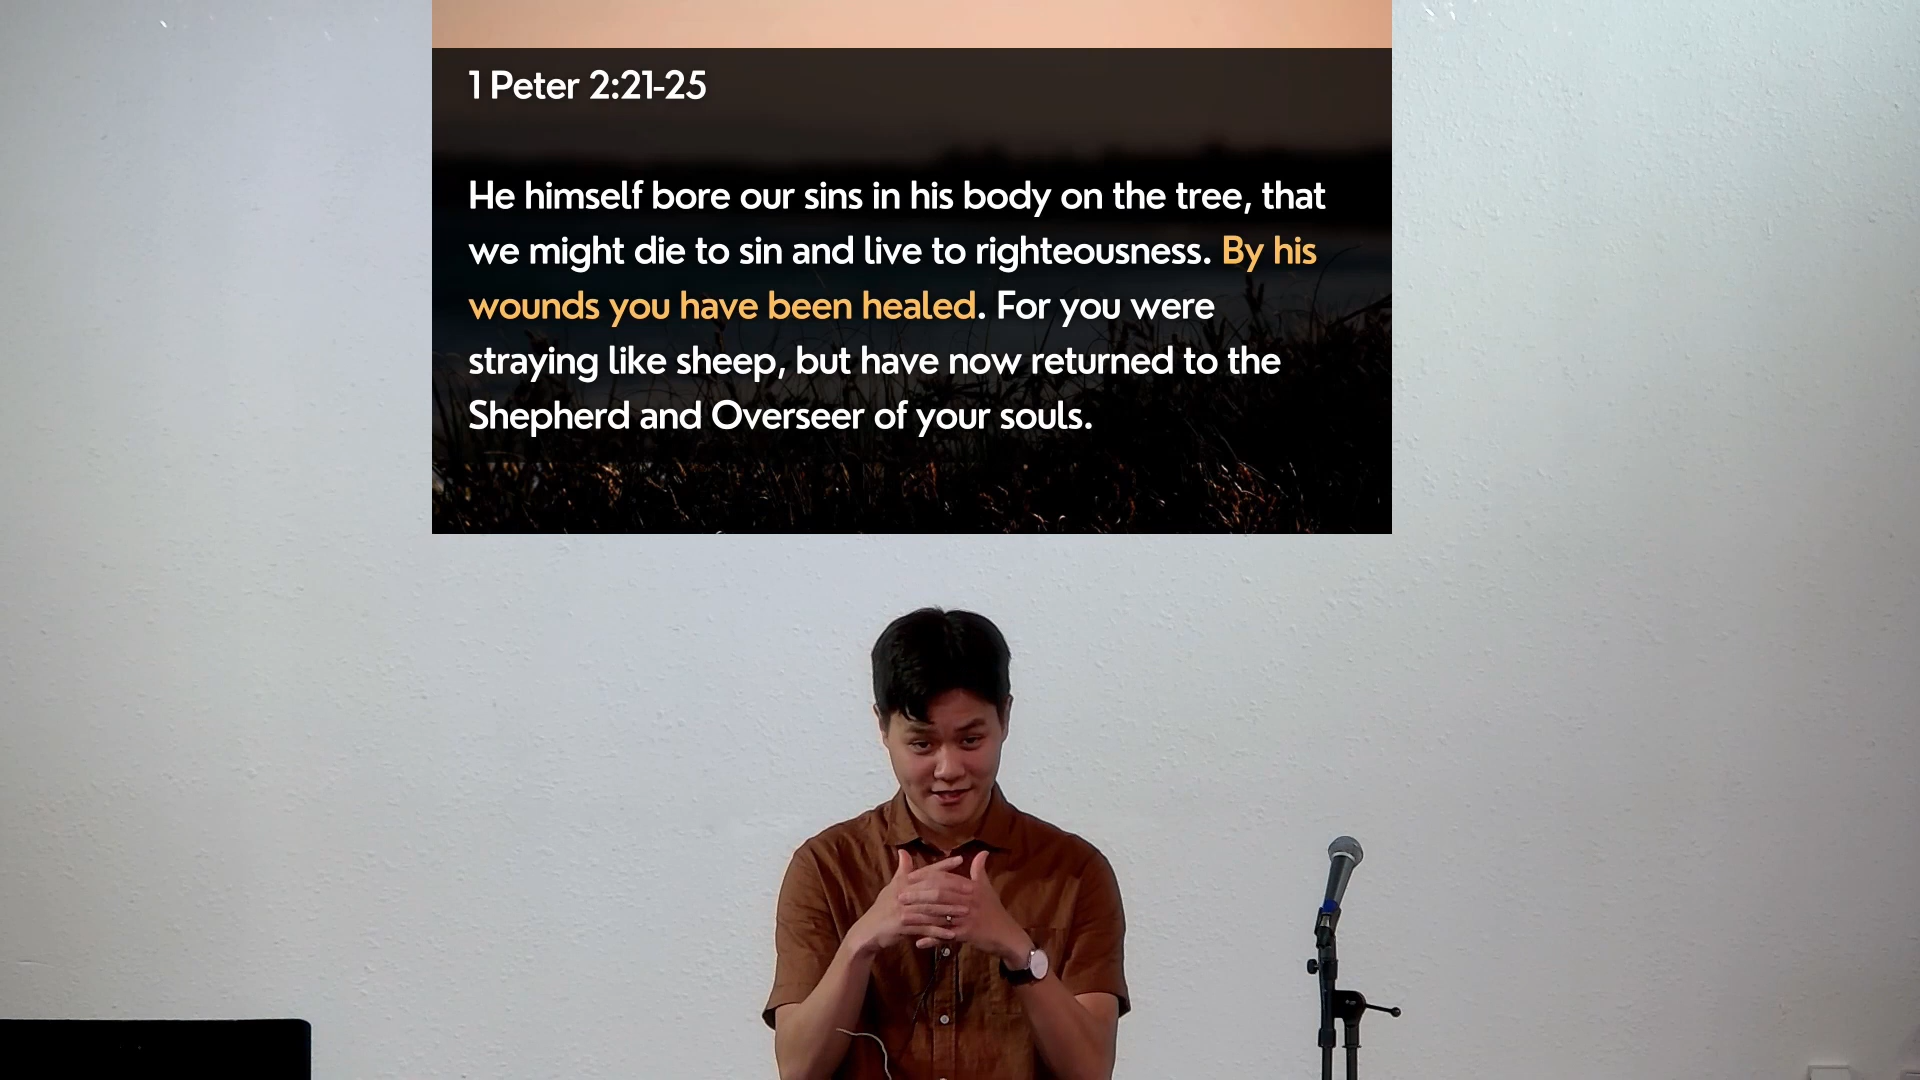 1 Peter 2:21-25
He himself bore our sins in his body on the tree, that
we might die to sin and live to righteousness. By his
wounds you have been healed. For you were
straying like sheep, but have now returned to the
Shepherd and Overseer of your souls.